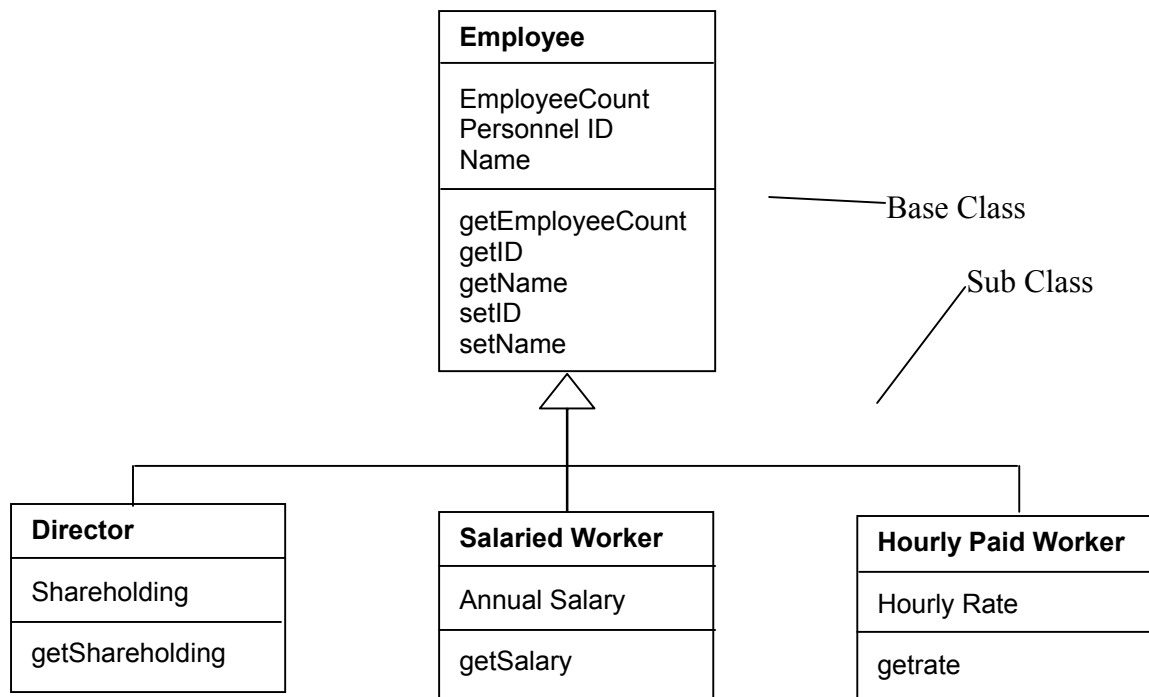 Employee
EmployeeCount
Personnel ID
Name
getEmployeeCount
getID
getName
setID
setName
Base Class
Sub Class
Director
Shareholding
getShareholding
Salaried Worker
Annual Salary
getSalary
Hourly Paid Worker
Hourly Rate
getrate